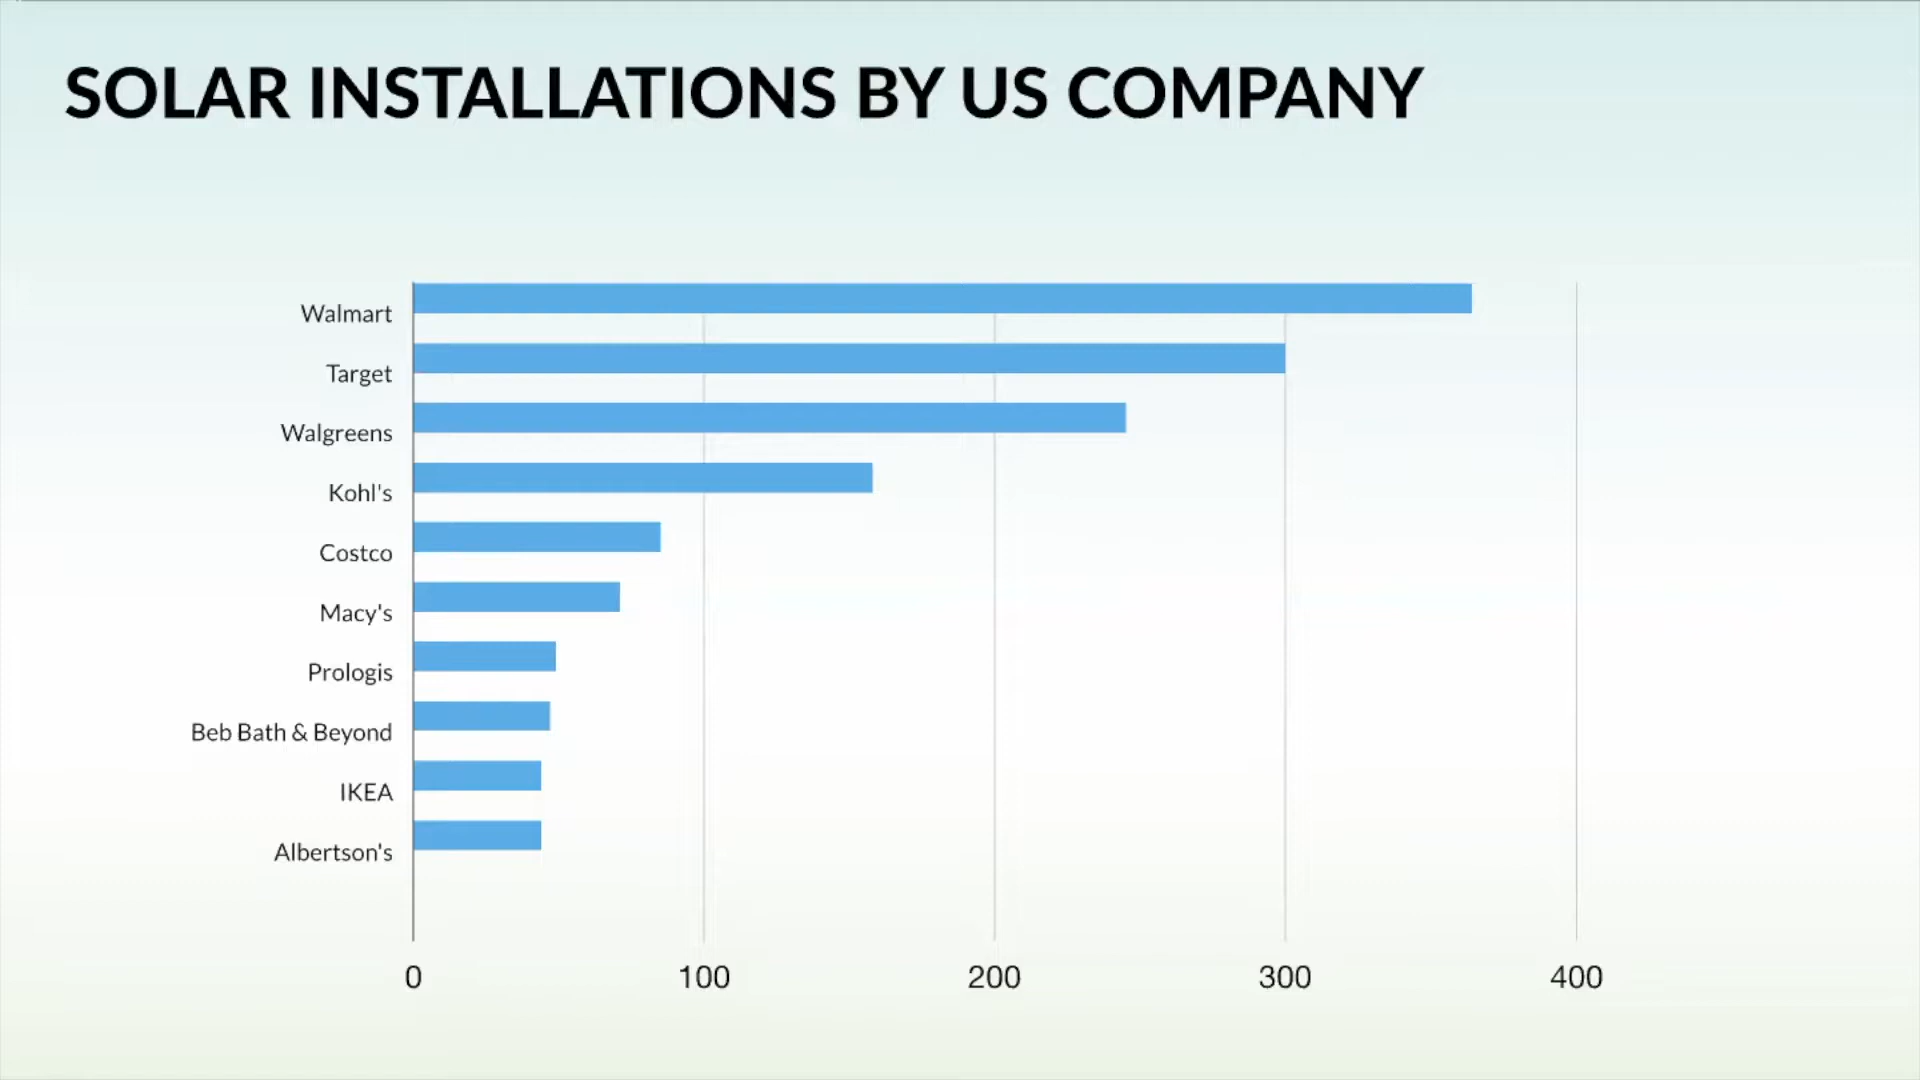 SOLAR INSTALLATIONS BY US COMPANY
Walmart
Target
Walgreens
Kohl's
Costco
Macy's
Prologis
Beb Bath & Beyond
IKEA
Albertson's
0 100 200 300 400